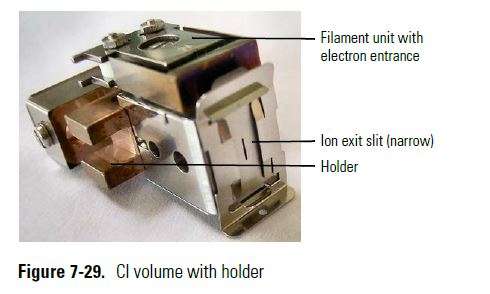 Filament unit with
electron entrance
Ion exit slit (narrow)
Holder
Figure 7-29. CI volume with holder